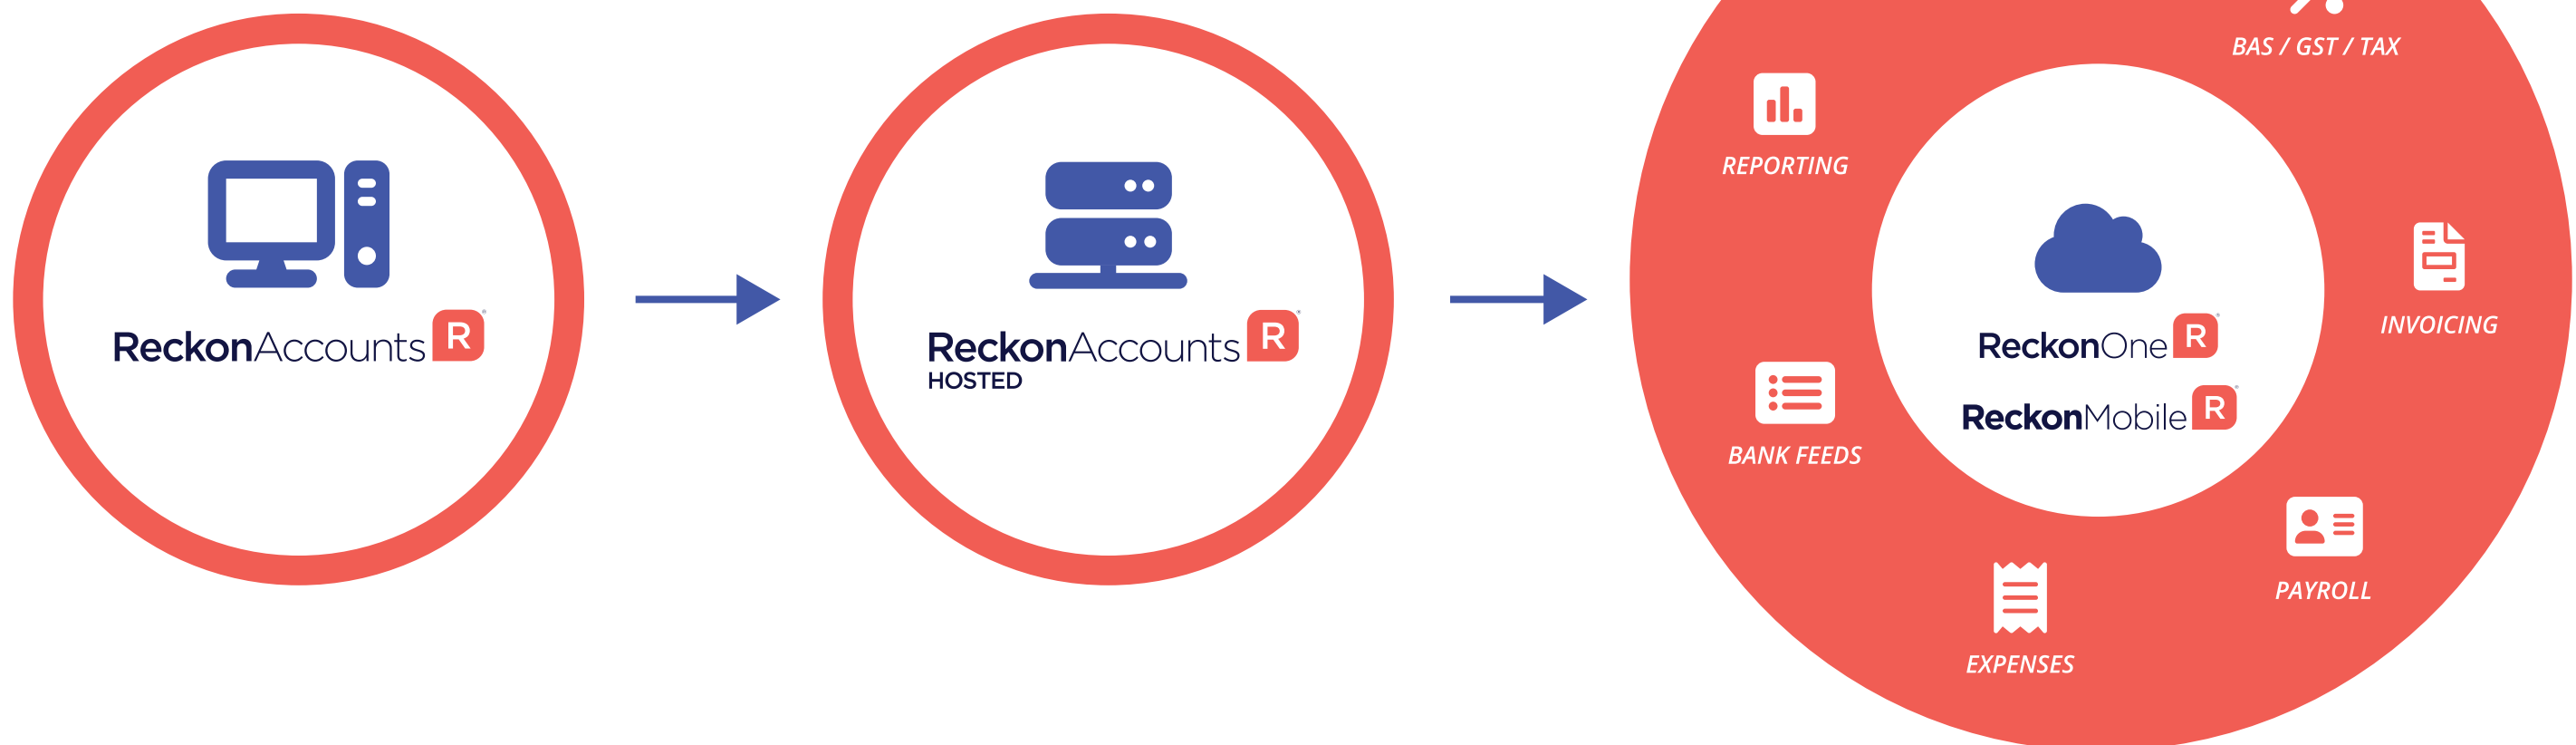 ReckonAccounts R
ReckonAccounts R
HOSTED
BAS / GST / TAX
REPORTING
INVOICING
ReckonOne R
ReckonMobile R
BANK FEEDS
PAYROLL
EXPENSES